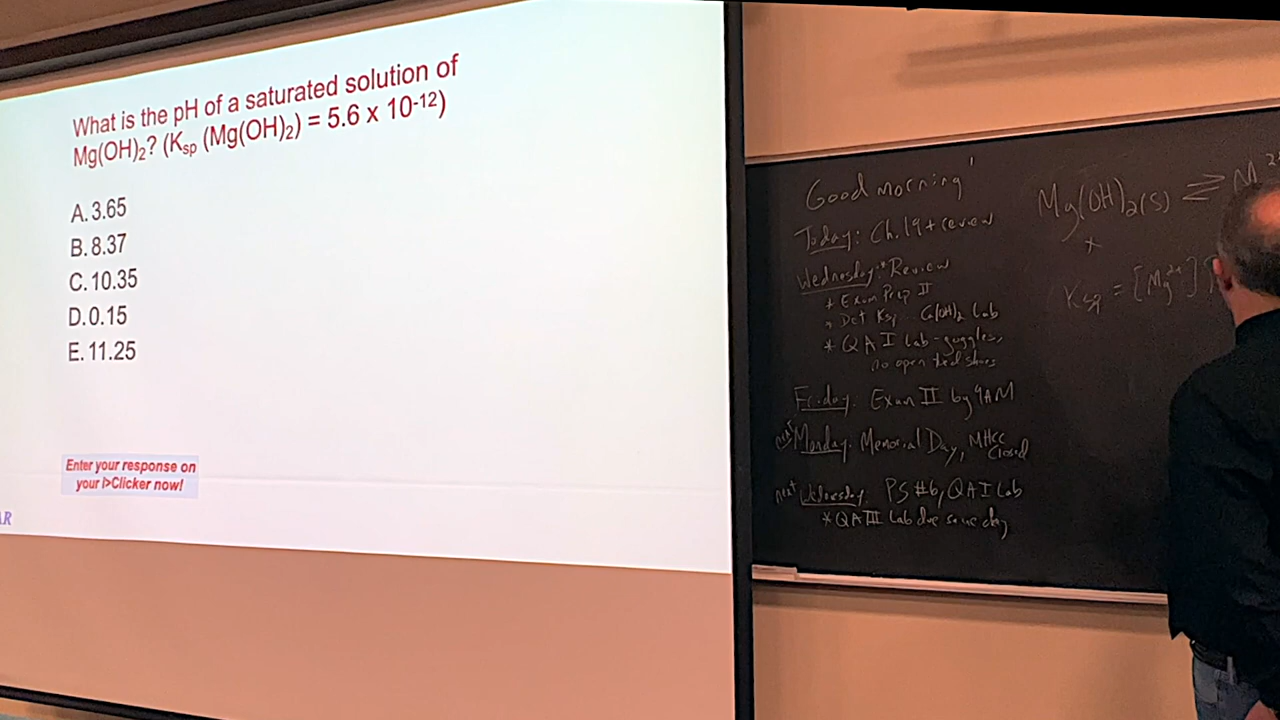 What is the pH of a saturated solution of
Mg(OH)₂? (Kₛₚ (Mg(OH)₂) = 5.6 x 10⁻¹²)
A. 3.65
B. 8.37
C. 10.35
D. 0.15
E. 11.25
Enter your response on
your I>Clicker now!
AR
Good morning!
Today: Ch. 19 + review
Wednesday: * Review
* Exam Prep II
* Det Ksp Ca(OH)₂ Lab
* QA I Lab - goggles,
no open toed shoes
Friday: Exam II by 9AM
next Monday: Memorial Day, MHCC
Closed
next Wednesday: PS #6, QA I Lab
* QA III Lab due same day
Mg(OH)₂(s) ⇌ M 2+
*
Ksp = [Mg²⁺]